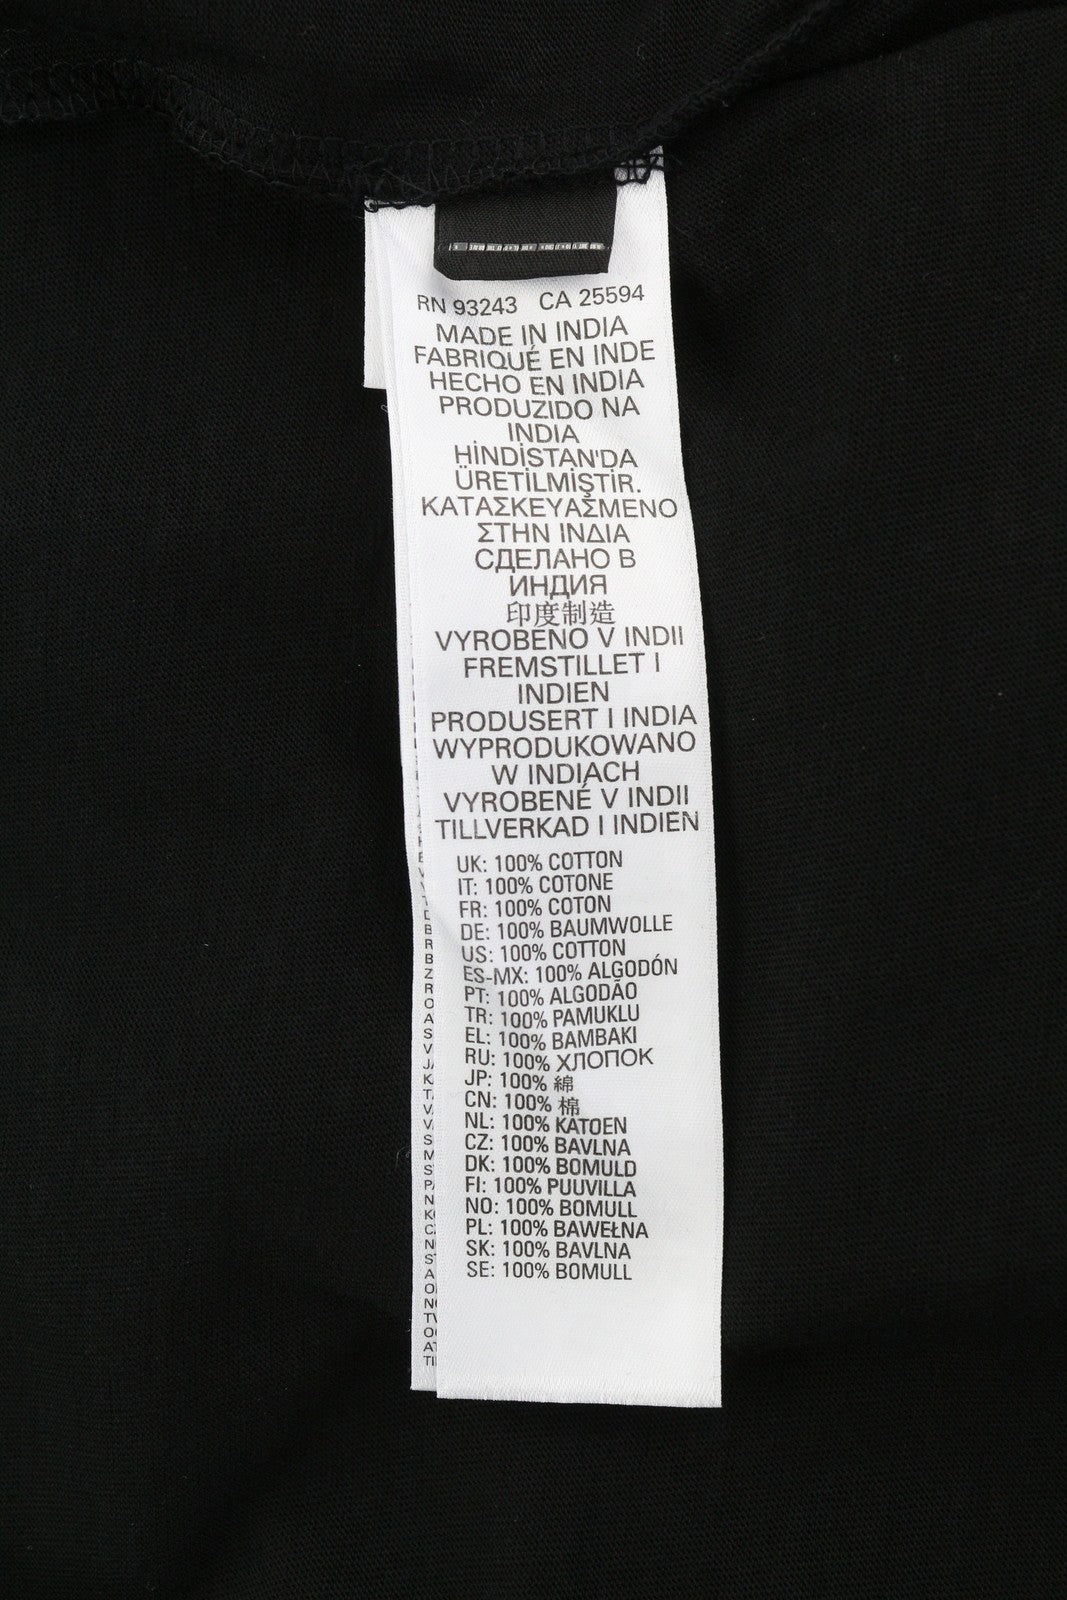 RN 93243 CA 25594
MADE IN INDIA
FABRIQUÉ EN INDE
HECHO EN INDIA
PRODUZIDO NA
INDIA
HİNDİSTAN'DA
ÜRETİLMİŞTİR.
ΚΑΤΑΣΚΕΥΑΣΜΕΝΟ
ΣΤΗΝ ΙΝΔΙΑ
СДЕЛАНО В
ИНДИЯ
印度制造
VYROBENO V INDII
FREMSTILLET I
INDIEN
PRODUSERT I INDIA
WYPRODUKOWANO
W INDIACH
VYROBENÉ V INDII
TILLVERKAD I INDIEN
UK: 100% COTTON
IT: 100% COTONE
FR: 100% COTON
DE: 100% BAUMWOLLE
US: 100% COTTON
ES-MX: 100% ALGODÓN
PT: 100% ALGODÃO
TR: 100% PAMUKLU
EL: 100% BAMBAKI
RU: 100% ХЛОПОК
JP: 100% 綿
CN: 100% 棉
NL: 100% KATOEN
CZ: 100% BAVLNA
DK: 100% BOMULD
FI: 100% PUUVILLA
NO: 100% BOMULL
PL: 100% BAWEŁNA
SK: 100% BAVLNA
SE: 100% BOMULL